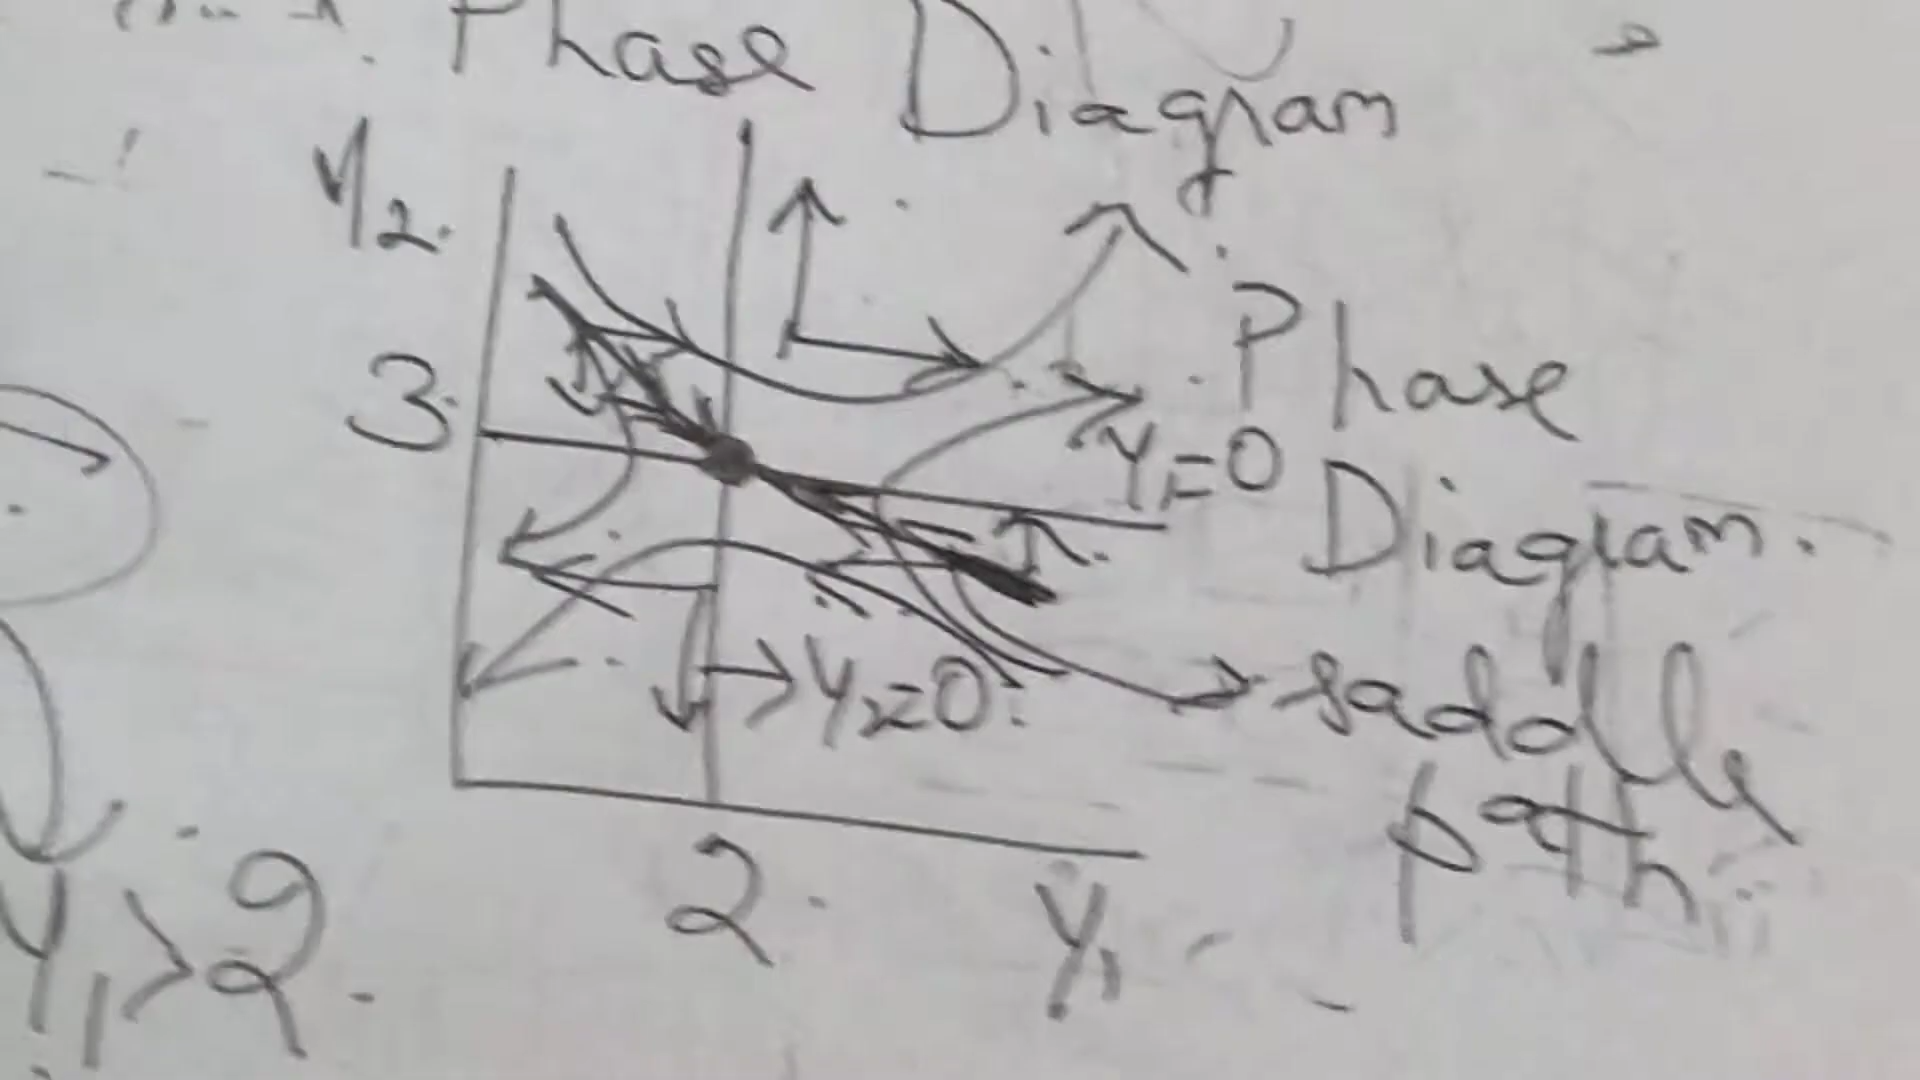 Phase Diagram
y2
3
Phase
Y1=0
Diagram.
Y2=0
saddle
path
2
y1
Y1>2